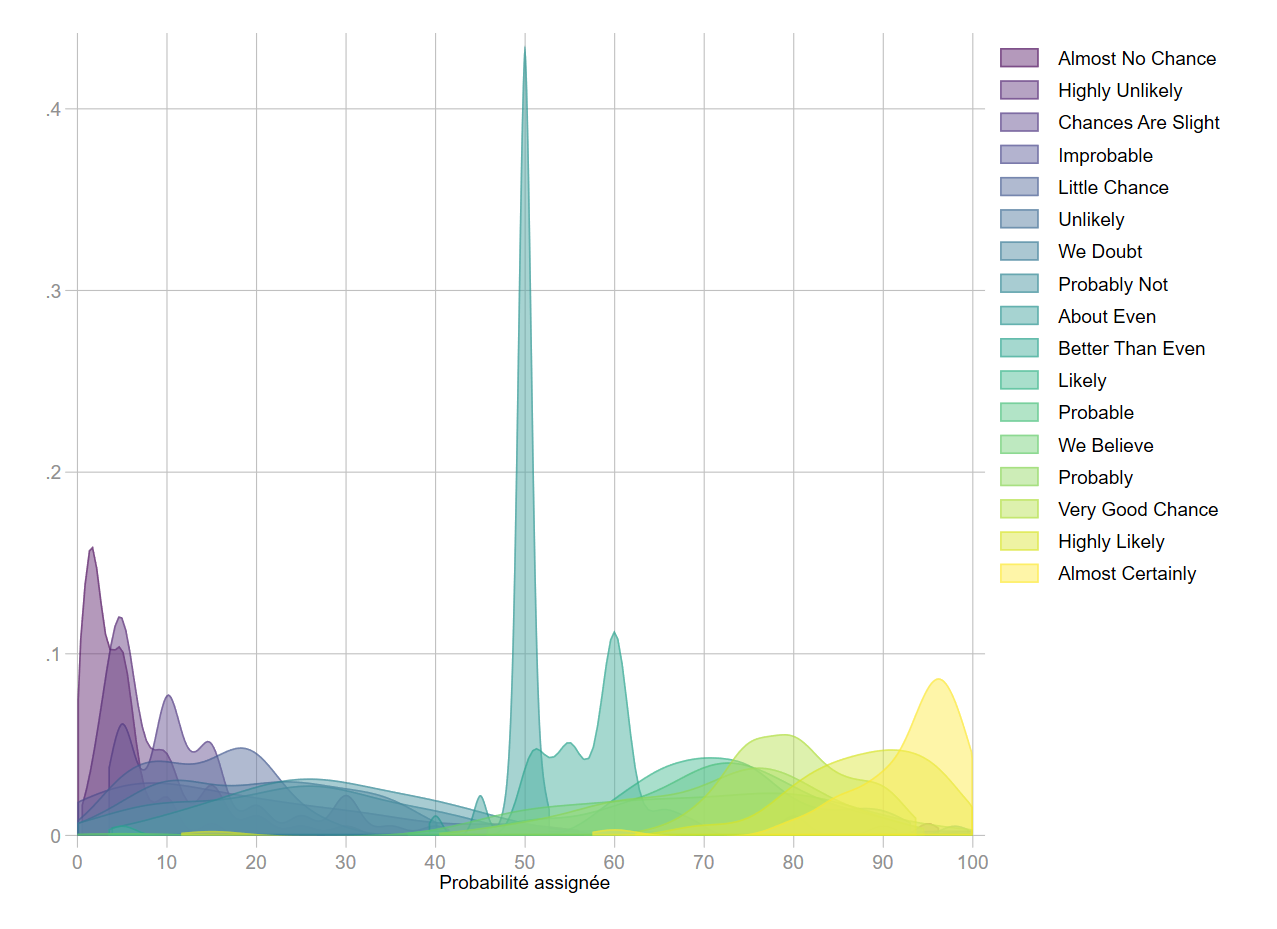 .4
.3
.2
.1
0
0 10 20 30 40 50 60 70 80 90 100
Probabilité assignée
Almost No Chance
Highly Unlikely
Chances Are Slight
Improbable
Little Chance
Unlikely
We Doubt
Probably Not
About Even
Better Than Even
Likely
Probable
We Believe
Probably
Very Good Chance
Highly Likely
Almost Certainly